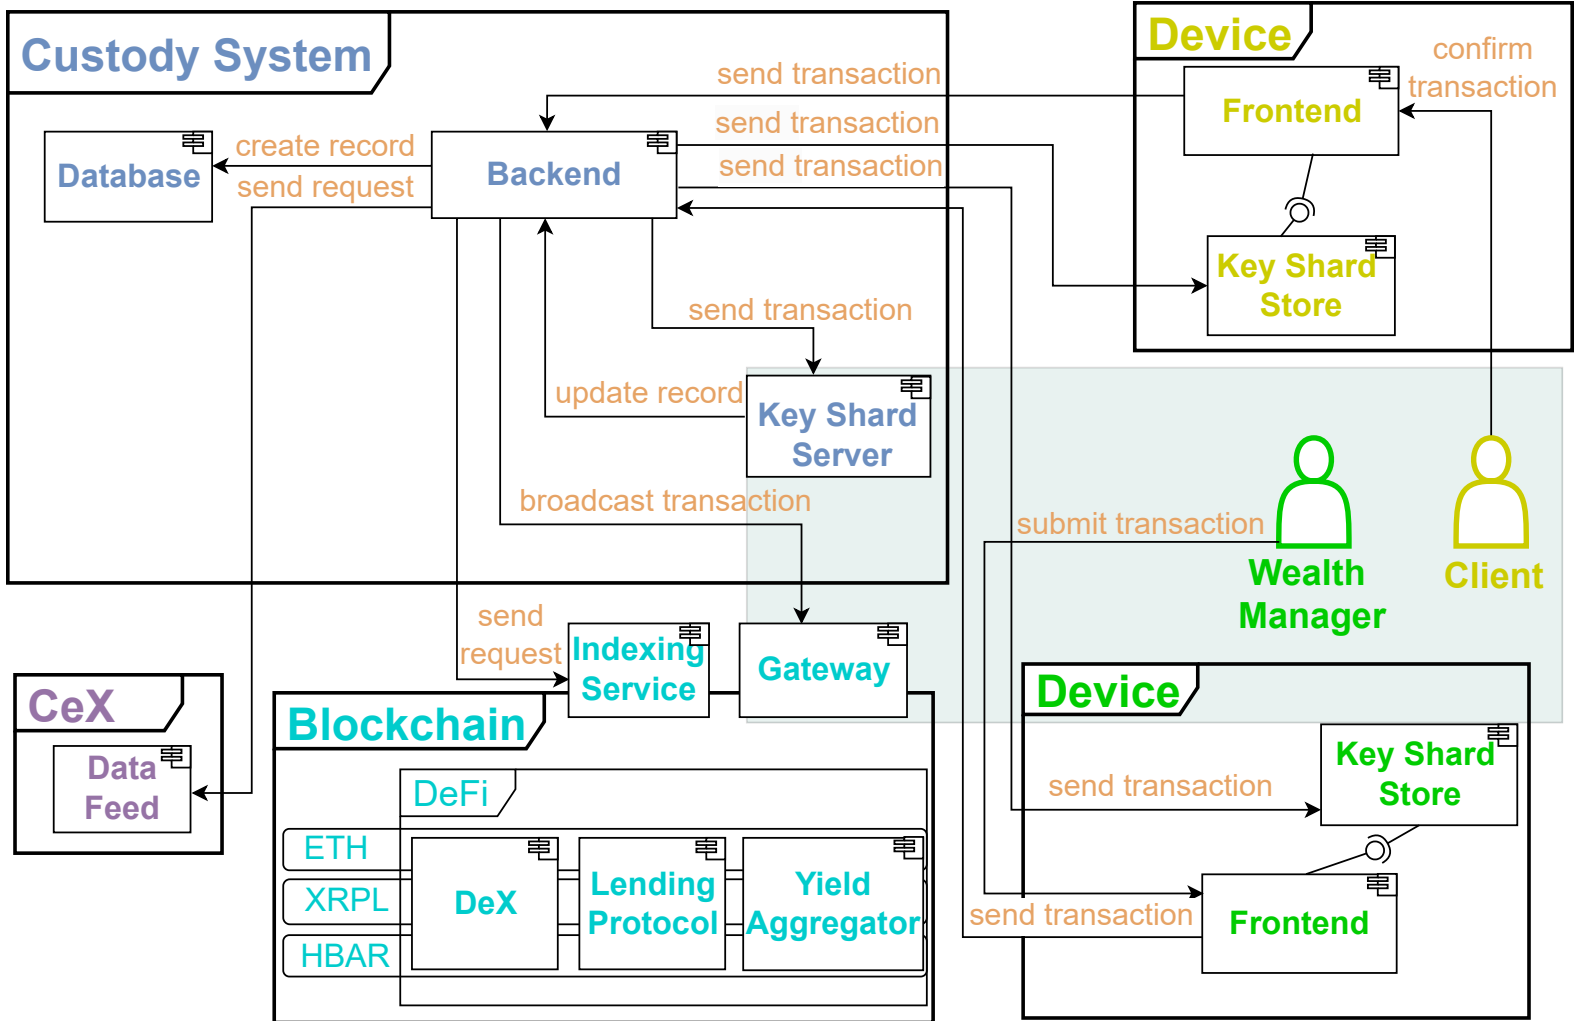 Custody System
Device
confirm
transaction
send transaction
Frontend
send transaction
create record
Database
Backend
send transaction
send request
Key Shard
Store
send transaction
update record
Key Shard
Server
broadcast transaction
submit transaction
Wealth
Manager
Client
send
request
Indexing
Service
Gateway
Device
CeX
Blockchain
Data
Feed
Key Shard
Store
send transaction
DeFi
ETH
XRPL
HBAR
DeX
Lending
Protocol
Yield
Aggregator
send transaction
Frontend